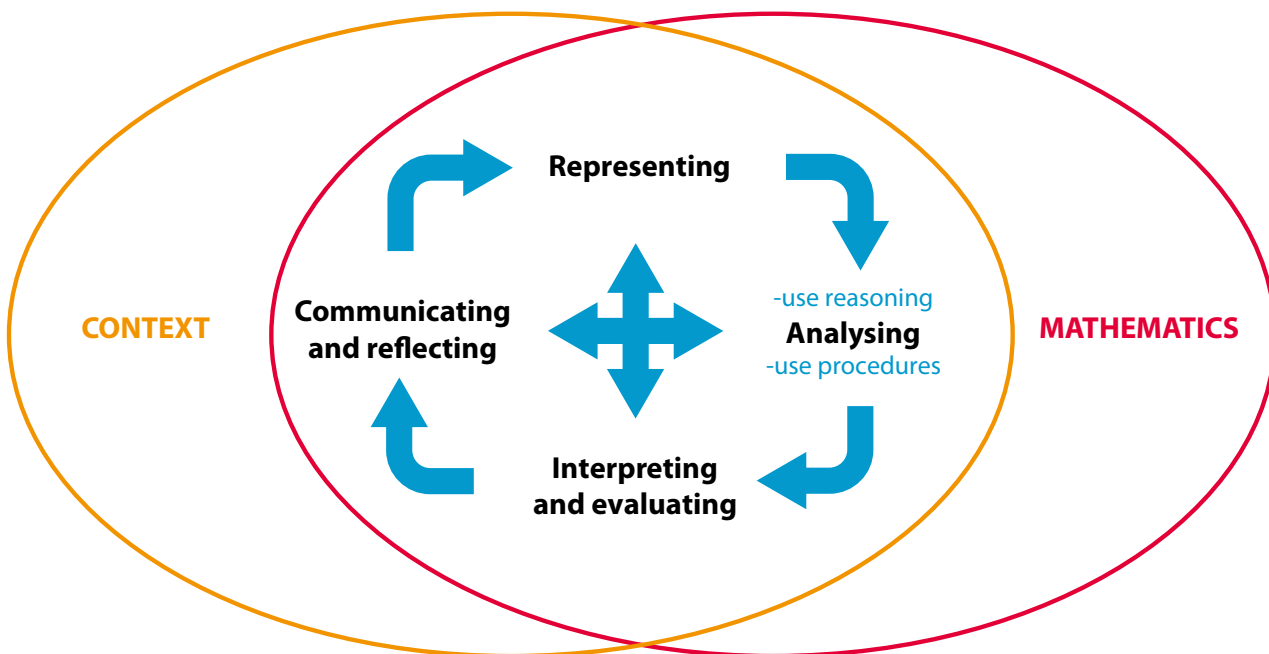 Representing
CONTEXT
Communicating
and reflecting
-use reasoning
Analysing
-use procedures
MATHEMATICS
Interpreting
and evaluating